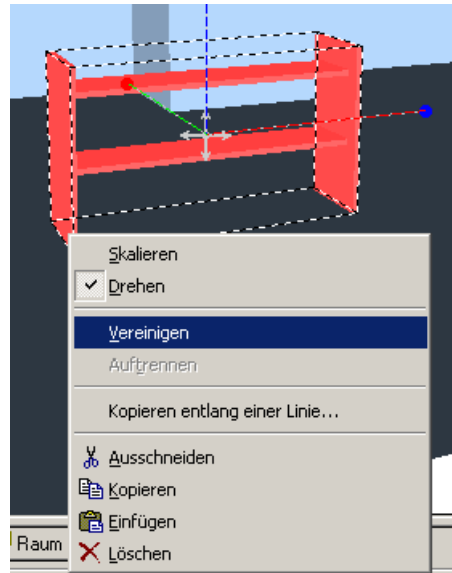 Skalieren
Drehen
Vereinigen
Auftrennen
Kopieren entlang einer Linie...
Ausschneiden
Kopieren
Einfügen
Raum
Löschen